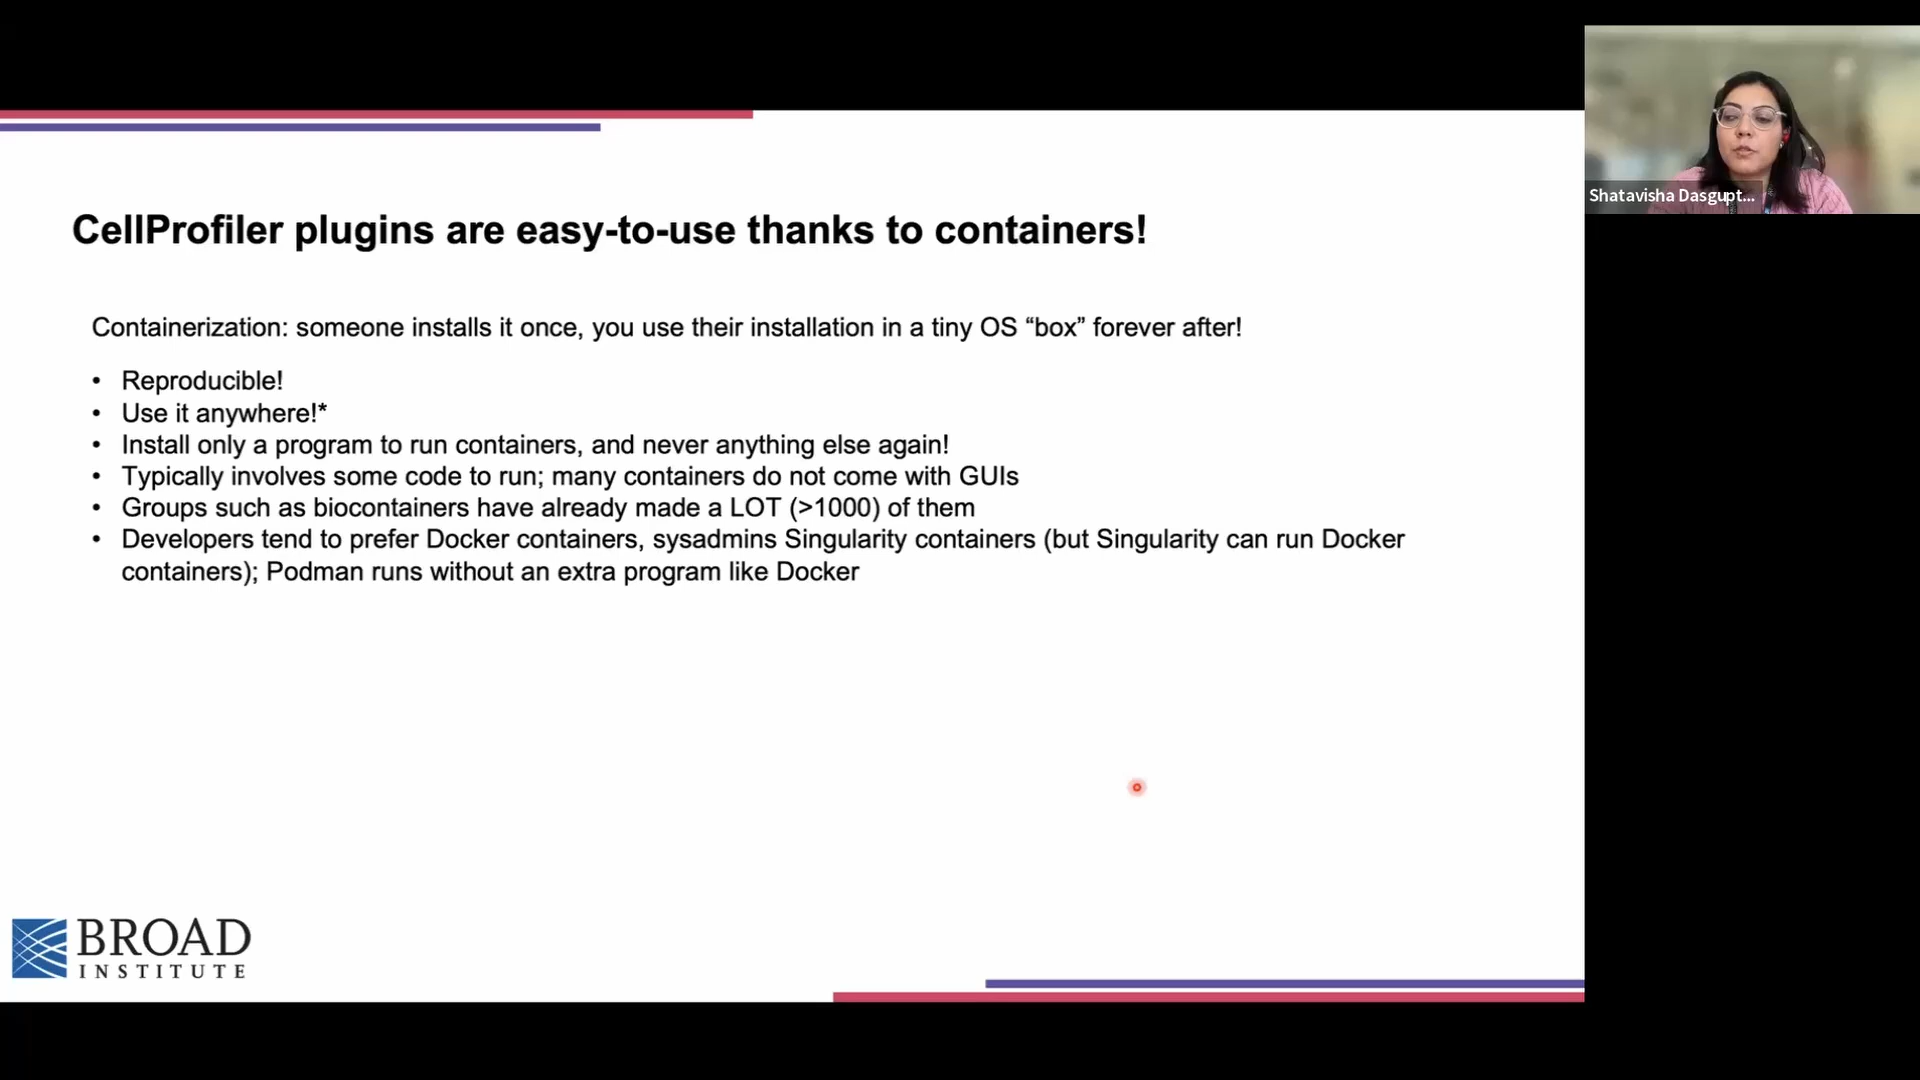 CellProfiler plugins are easy-to-use thanks to containers!
Containerization: someone installs it once, you use their installation in a tiny OS “box” forever after!
• Reproducible!
• Use it anywhere!*
• Install only a program to run containers, and never anything else again!
• Typically involves some code to run; many containers do not come with GUIs
• Groups such as biocontainers have already made a LOT (>1000) of them
• Developers tend to prefer Docker containers, sysadmins Singularity containers (but Singularity can run Docker
containers); Podman runs without an extra program like Docker
Shatavisha Dasgupt...
BROAD
INSTITUTE